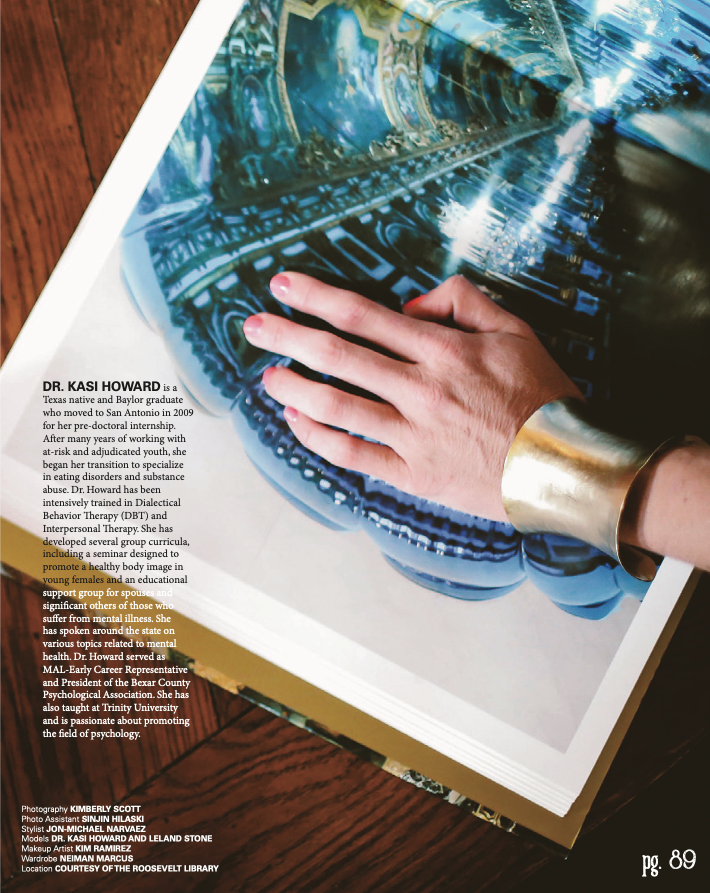 DR. KASI HOWARD is a
Texas native and Baylor graduate
who moved to San Antonio in 2009
for her pre-doctoral internship.
After many years of working with
at-risk and adjudicated youth, she
began her transition to specialize
in eating disorders and substance
abuse. Dr. Howard has been
intensively trained in Dialectical
Behavior Therapy (DBT) and
Interpersonal Therapy. She has
developed several group curricula,
including a seminar designed to
promote a healthy body image in
young females and an educational
support group for spouses and
significant others of those who
suffer from mental illness. She
has spoken around the state on
various topics related to mental
health. Dr. Howard served as
MAL-Early Career Representative
and President of the Bexar County
Psychological Association. She has
also taught at Trinity University
and is passionate about promoting
the field of psychology.
Photography KIMBERLY SCOTT
Photo Assistant SINJIN HILASKI
Stylist JON-MICHAEL NARVAEZ
Models DR. KASI HOWARD AND LELAND STONE
Makeup Artist KIM RAMIREZ
Wardrobe NEIMAN MARCUS
Location COURTESY OF THE ROOSEVELT LIBRARY
pg. 89